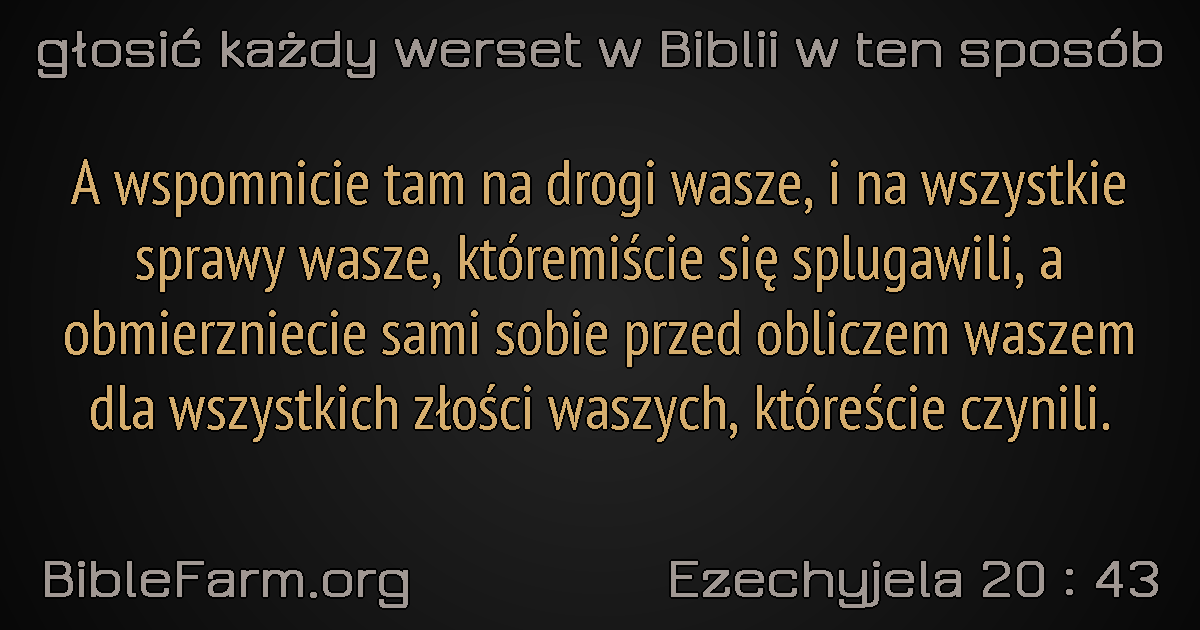 głosić każdy werset w Biblii w ten sposób
A wspomnicie tam na drogi wasze, i na wszystkie
sprawy wasze, któremiście się splugawili, a
obmierzniecie sami sobie przed obliczem waszem
dla wszystkich złości waszych, któreście czynili.
BibleFarm.org
Ezechyjela 20 : 43